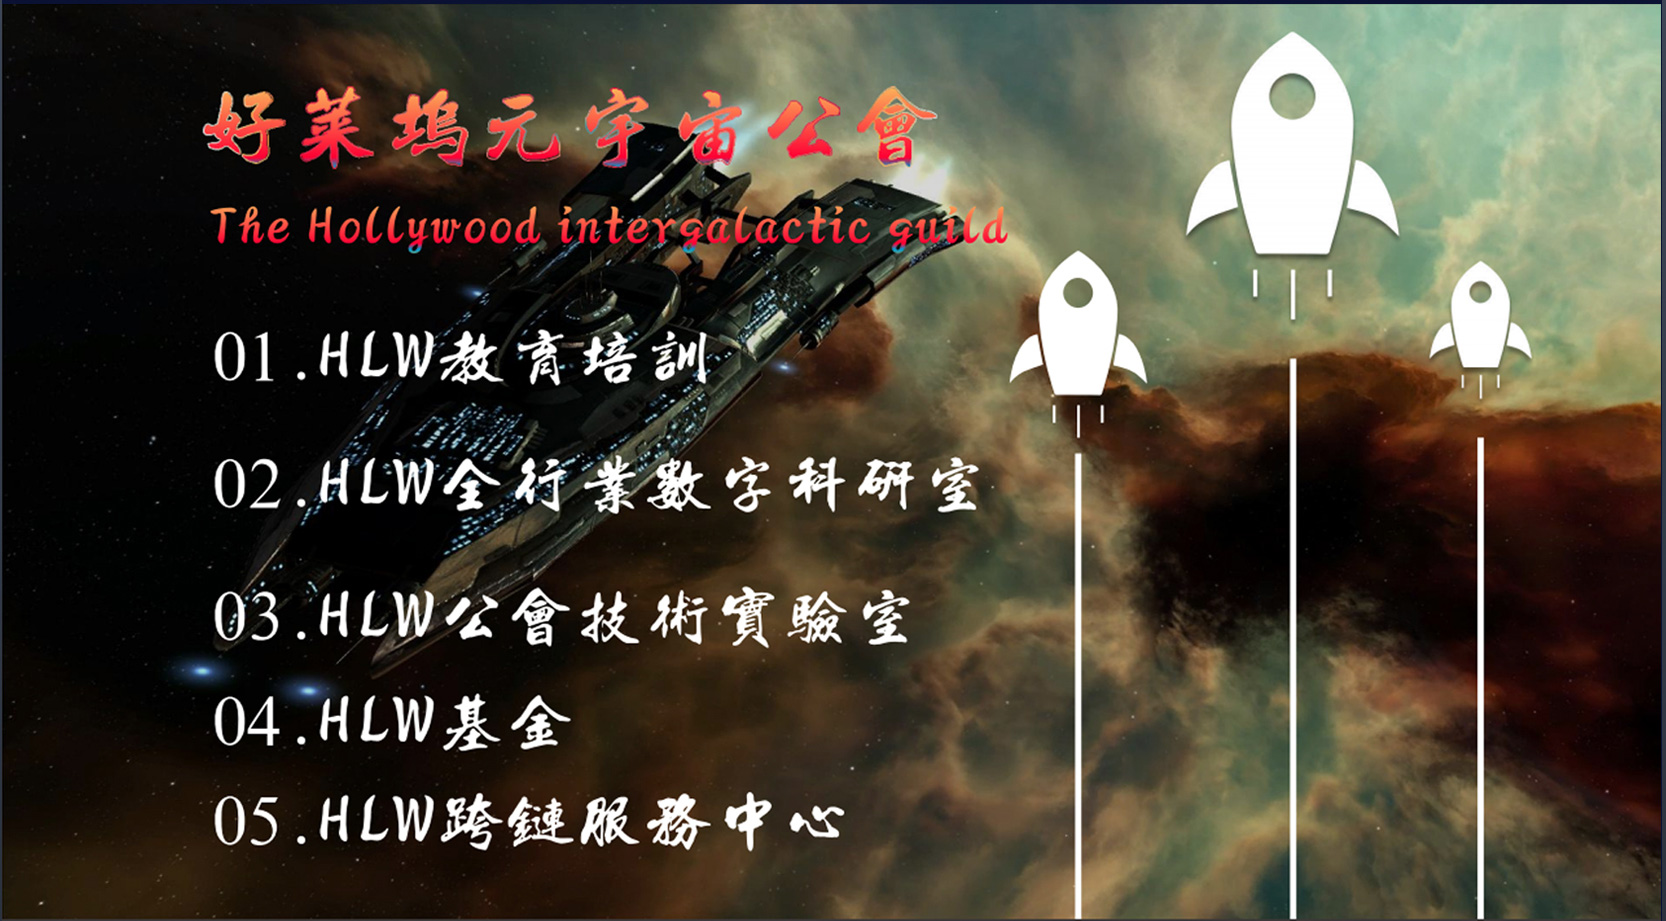 好莱塢元宇宙公會
The Hollywood intergalactic guild
01.HLW教育培訓
02.HLW全行業數字科研室
03.HLW公會技術實驗室
04.HLW基金
05.HLW跨鏈服務中心